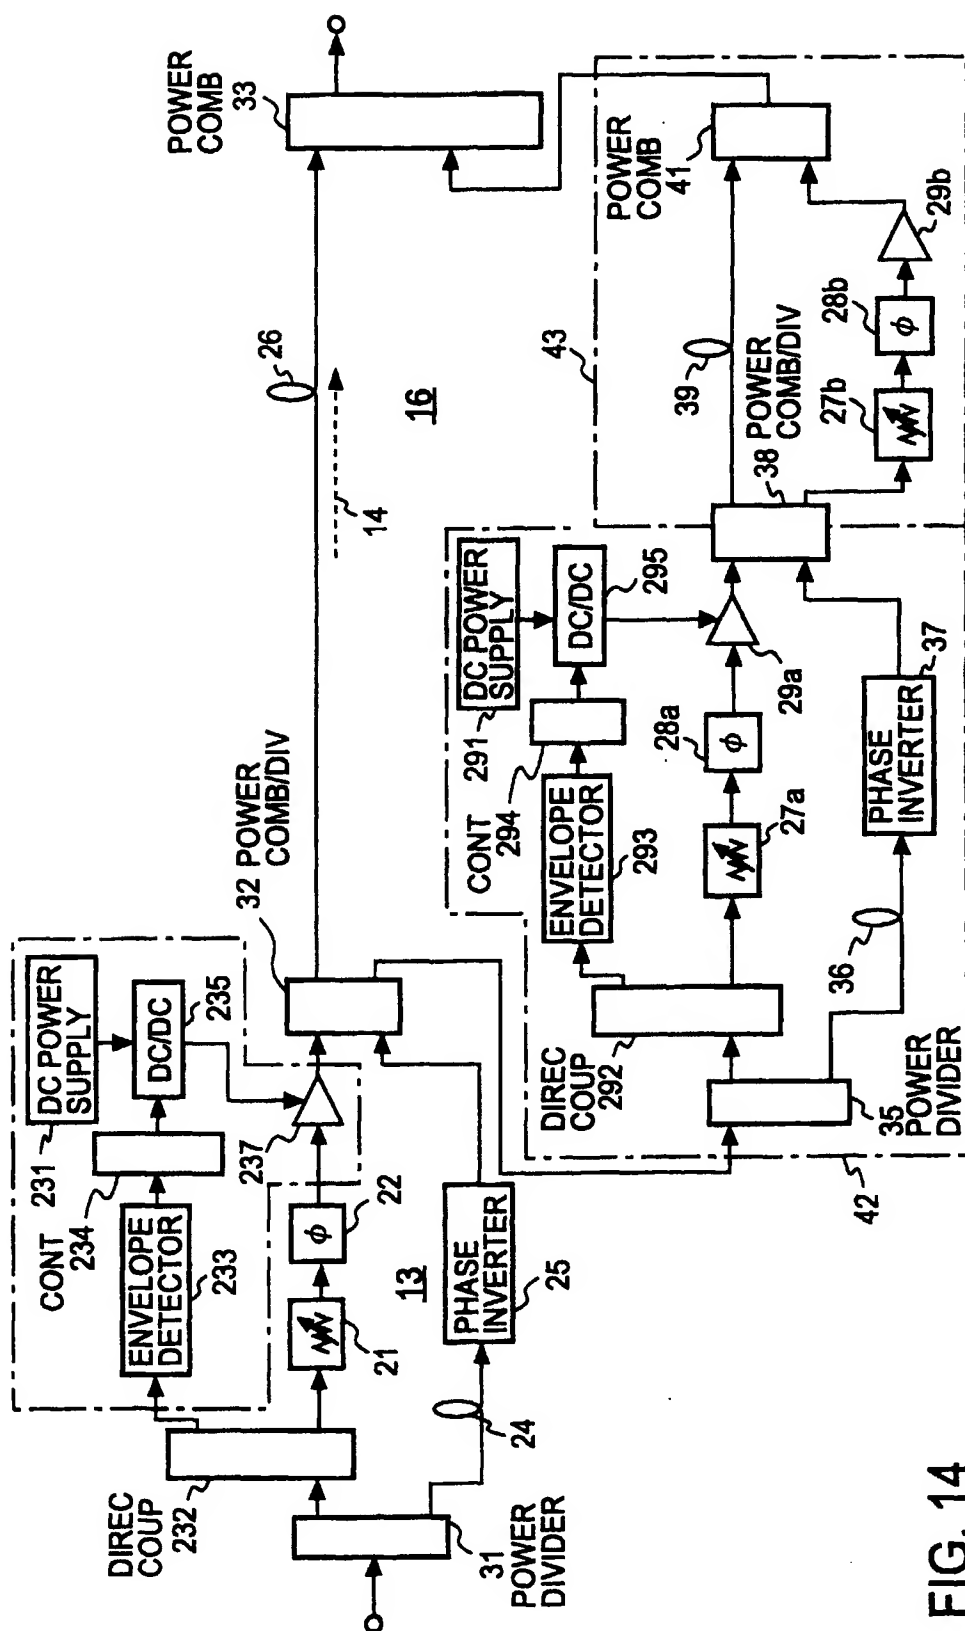 DIREC
COUP
232
31
POWER
DIVIDER
CONT
234
231
DC POWER
SUPPLY
ENVELOPE
DETECTOR
233
DC/DC
235
237
21
ϕ
22
13
24
PHASE
INVERTER
25
32 POWER
COMB/DIV
26
14
16
POWER
COMB
33
DIREC
COUP
292
35
POWER
DIVIDER
42
CONT
294
291
DC POWER
SUPPLY
ENVELOPE
DETECTOR
293
DC/DC
295
27a
28a
ϕ
29a
36
PHASE
INVERTER
37
38
POWER
COMB/DIV
43
39
27b
28b
ϕ
29b
POWER
COMB
41
FIG. 14